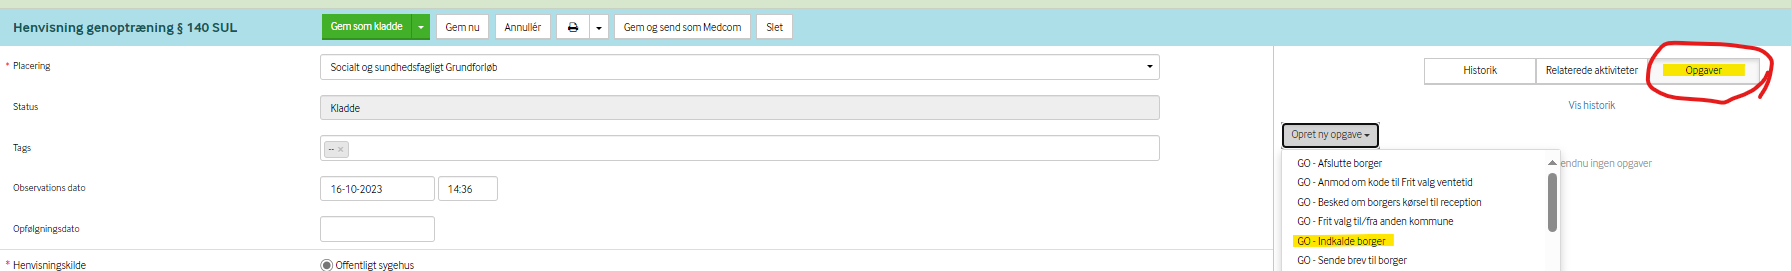 Henvisning genoptræning § 140 SUL
Gem som kladde
Gem nu
Annullér
Gem og send som Medcom
Slet
* Placering
Socialt og sundhedsfagligt Grundforløb
Status
Kladde
Tags
-- ×
Observations dato
16-10-2023
14:36
Opfølgningsdato
* Henvisningskilde
Offentligt sygehus
Historik
Relaterede aktiviteter
Opgaver
Vis historik
Opret ny opgave
endnu ingen opgaver
GO - Afslutte borger
GO - Anmod om kode til Frit valg ventetid
GO - Besked om borgers kørsel til reception
GO - Frit valg til/fra anden kommune
GO - Indkalde borger
GO - Sende brev til borger